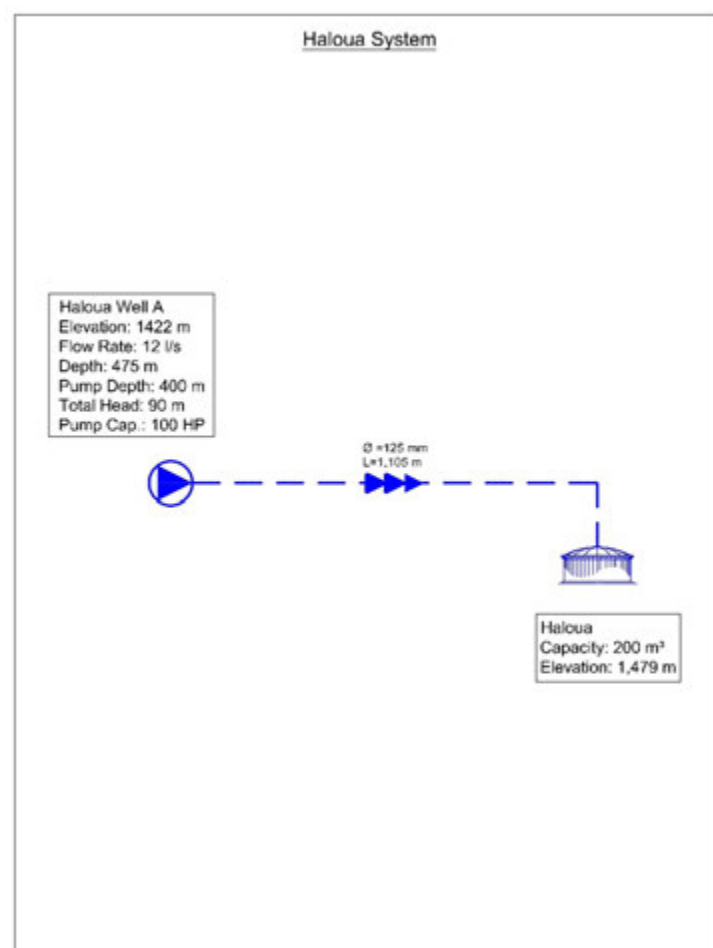 Haloua System
Haloua Well A
Elevation: 1422 m
Flow Rate: 12 l/s
Depth: 475 m
Pump Depth: 400 m
Total Head: 90 m
Pump Cap.: 100 HP
Ø =125 mm
L=1,105 m
Haloua
Capacity: 200 m³
Elevation: 1,479 m